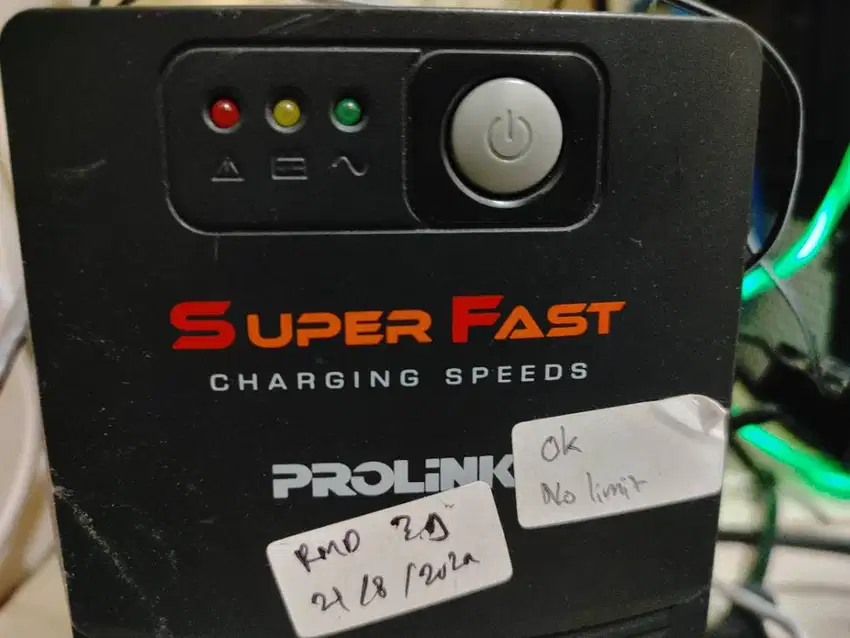 SUPER FAST
CHARGING SPEEDS
PROLiNK
Ok
No limit
RMD